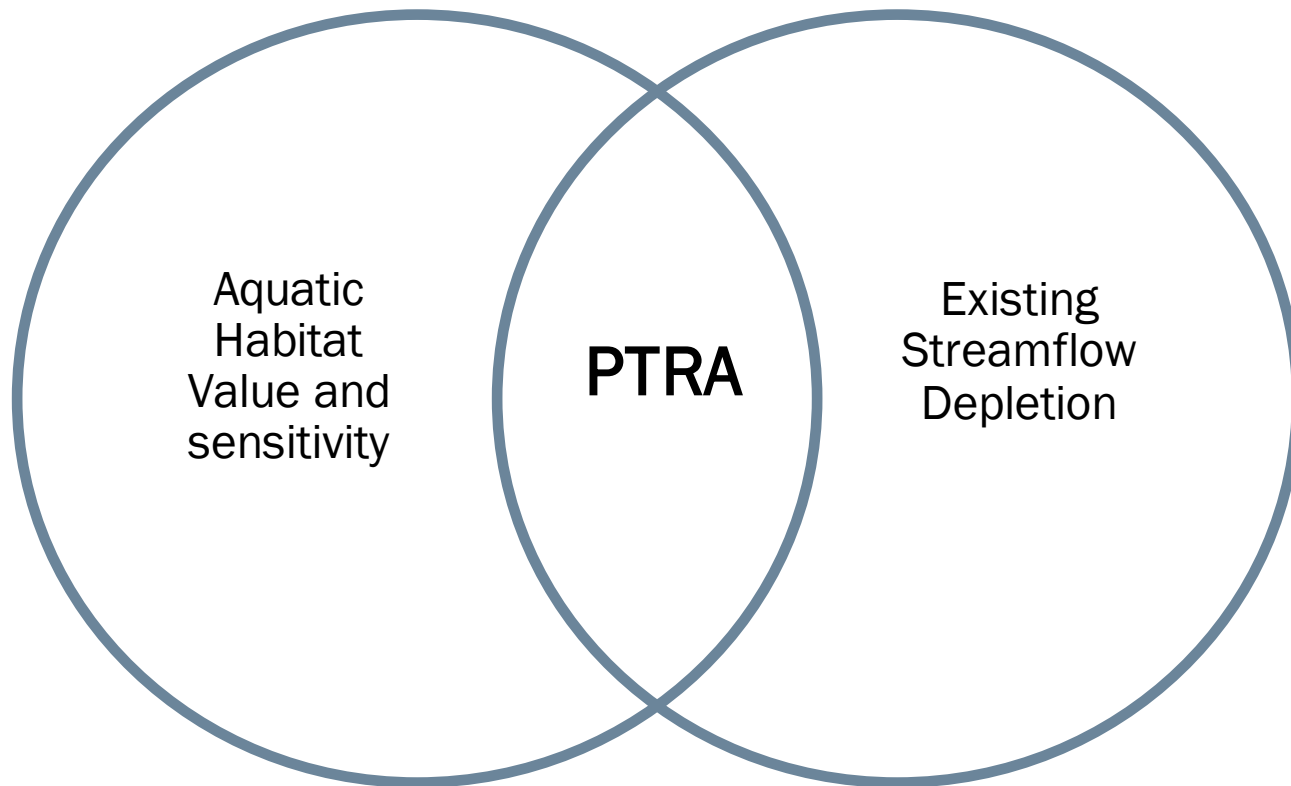 Aquatic
Habitat
Value and
sensitivity
PTRA
Existing
Streamflow
Depletion